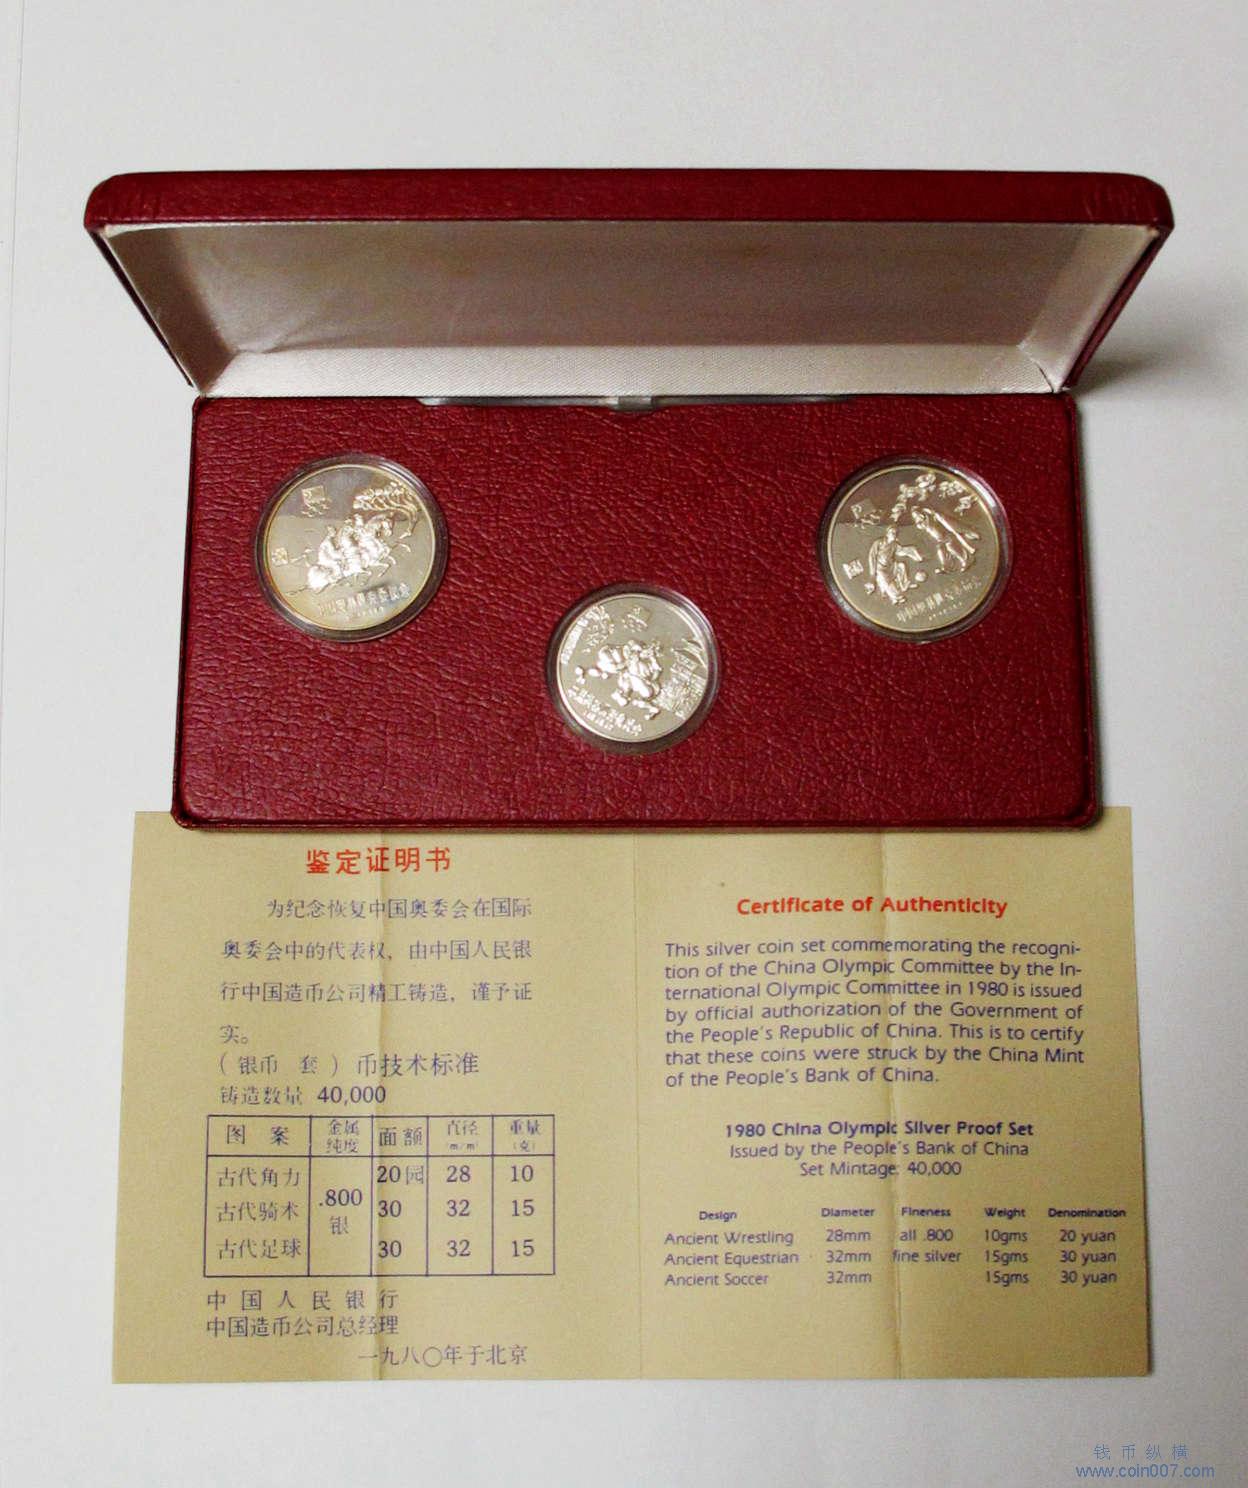 鉴定证明书
为纪念恢复中国奥委会在国际
奥委会中的代表权，由中国人民银
行中国造币公司精工铸造，谨予证
实。
（银币 套）币技术标准
铸造数量 40,000
图 案 金属纯度 面额 直径(m/m) 重量(克)
古代角力 .800银 20园 28 10
古代骑术 30 32 15
古代足球 30 32 15
中国人民银行
中国造币公司总经理
一九八〇年于北京
Certificate of Authenticity
This silver coin set commemorating the recogni-
tion of the China Olympic Committee by the In-
ternational Olympic Committee in 1980 is issued
by official authorization of the Government of
the People's Republic of China. This is to certify
that these coins were struck by the China Mint
of the People's Bank of China.
1980 China Olympic Silver Proof Set
Issued by the People's Bank of China
Set Mintage: 40,000
Design Diameter Fineness Weight Denomination
Ancient Wrestling 28mm all .800 10gms 20 yuan
Ancient Equestrian 32mm fine silver 15gms 30 yuan
Ancient Soccer 32mm 15gms 30 yuan
钱币纵横
www.coin007.com